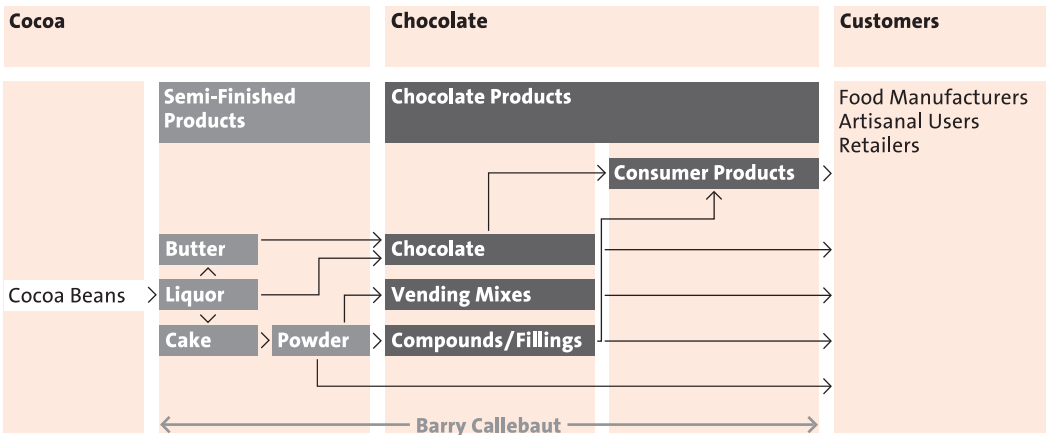 Cocoa
Chocolate
Customers
Semi-Finished
Products
Chocolate Products
Food Manufacturers
Artisanal Users
Retailers
Consumer Products
Butter
Chocolate
Cocoa Beans
Liquor
Vending Mixes
Cake
Powder
Compounds/Fillings
Barry Callebaut